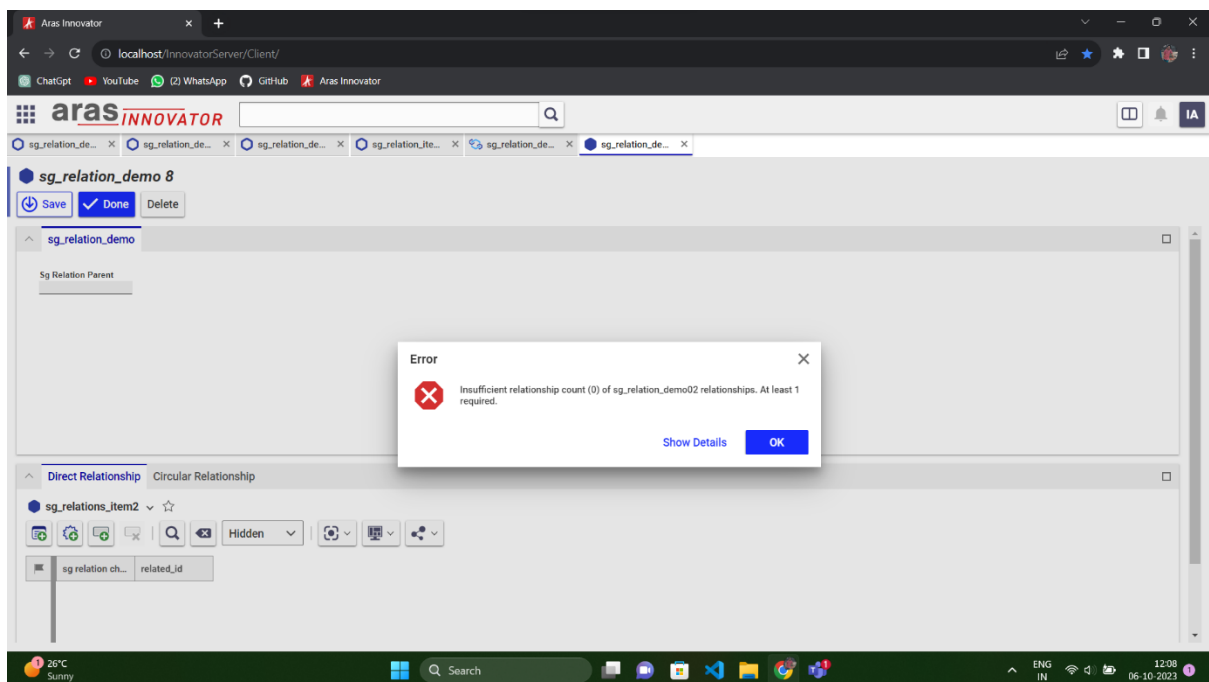 Aras Innovator
localhost/InnovatorServer/Client/
ChatGpt YouTube (2) WhatsApp GitHub Aras Innovator
aras INNOVATOR
IA
sg_relation_de... sg_relation_de... sg_relation_de... sg_relation_ite... sg_relation_de... sg_relation_de...
sg_relation_demo 8
Save Done Delete
sg_relation_demo
Sg Relation Parent
Error
Insufficient relationship count (0) of sg_relation_demo02 relationships. At least 1
required.
Show Details OK
Direct Relationship Circular Relationship
sg_relations_item2
Hidden
sg relation ch... related_id
1 26°C
Sunny
Search
ENG
IN
12:08
06-10-2023
1